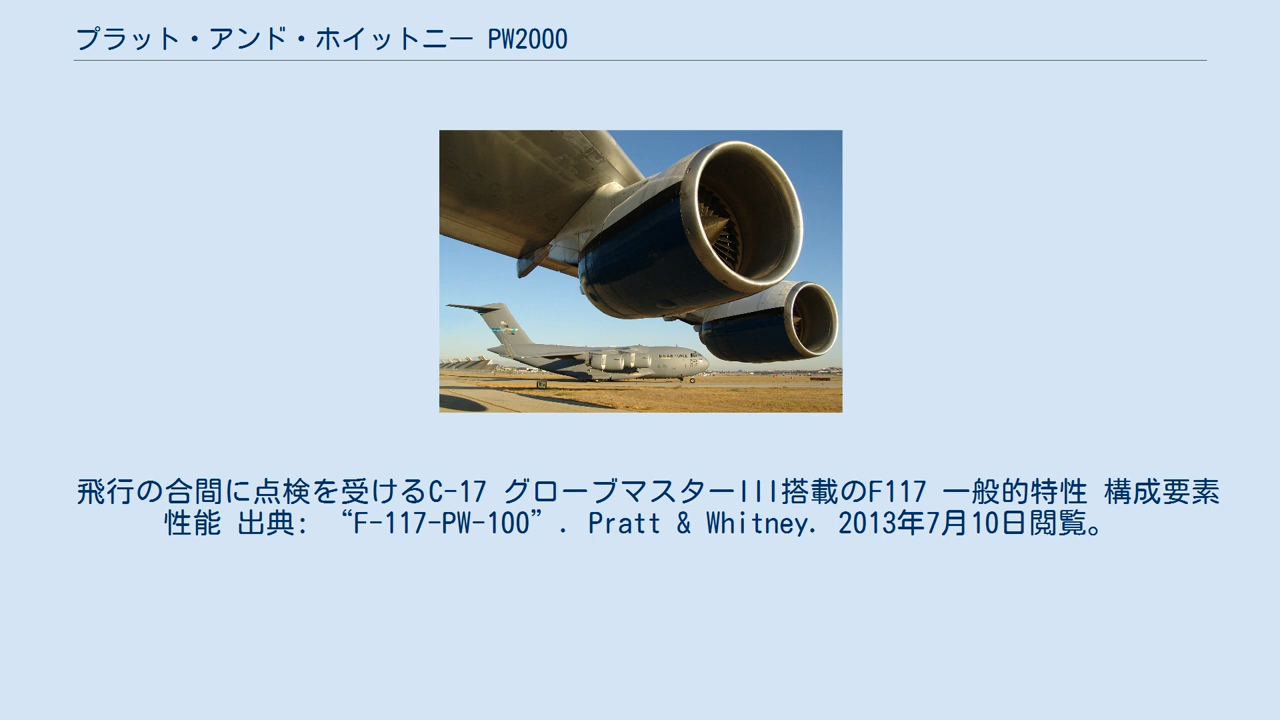 プラット・アンド・ホイットニー PW2000
飛行の合間に点検を受けるC-17 グローブマスターIII搭載のF117 一般的特性 構成要素
性能 出典: “F-117-PW-100”. Pratt & Whitney. 2013年7月10日閲覧。